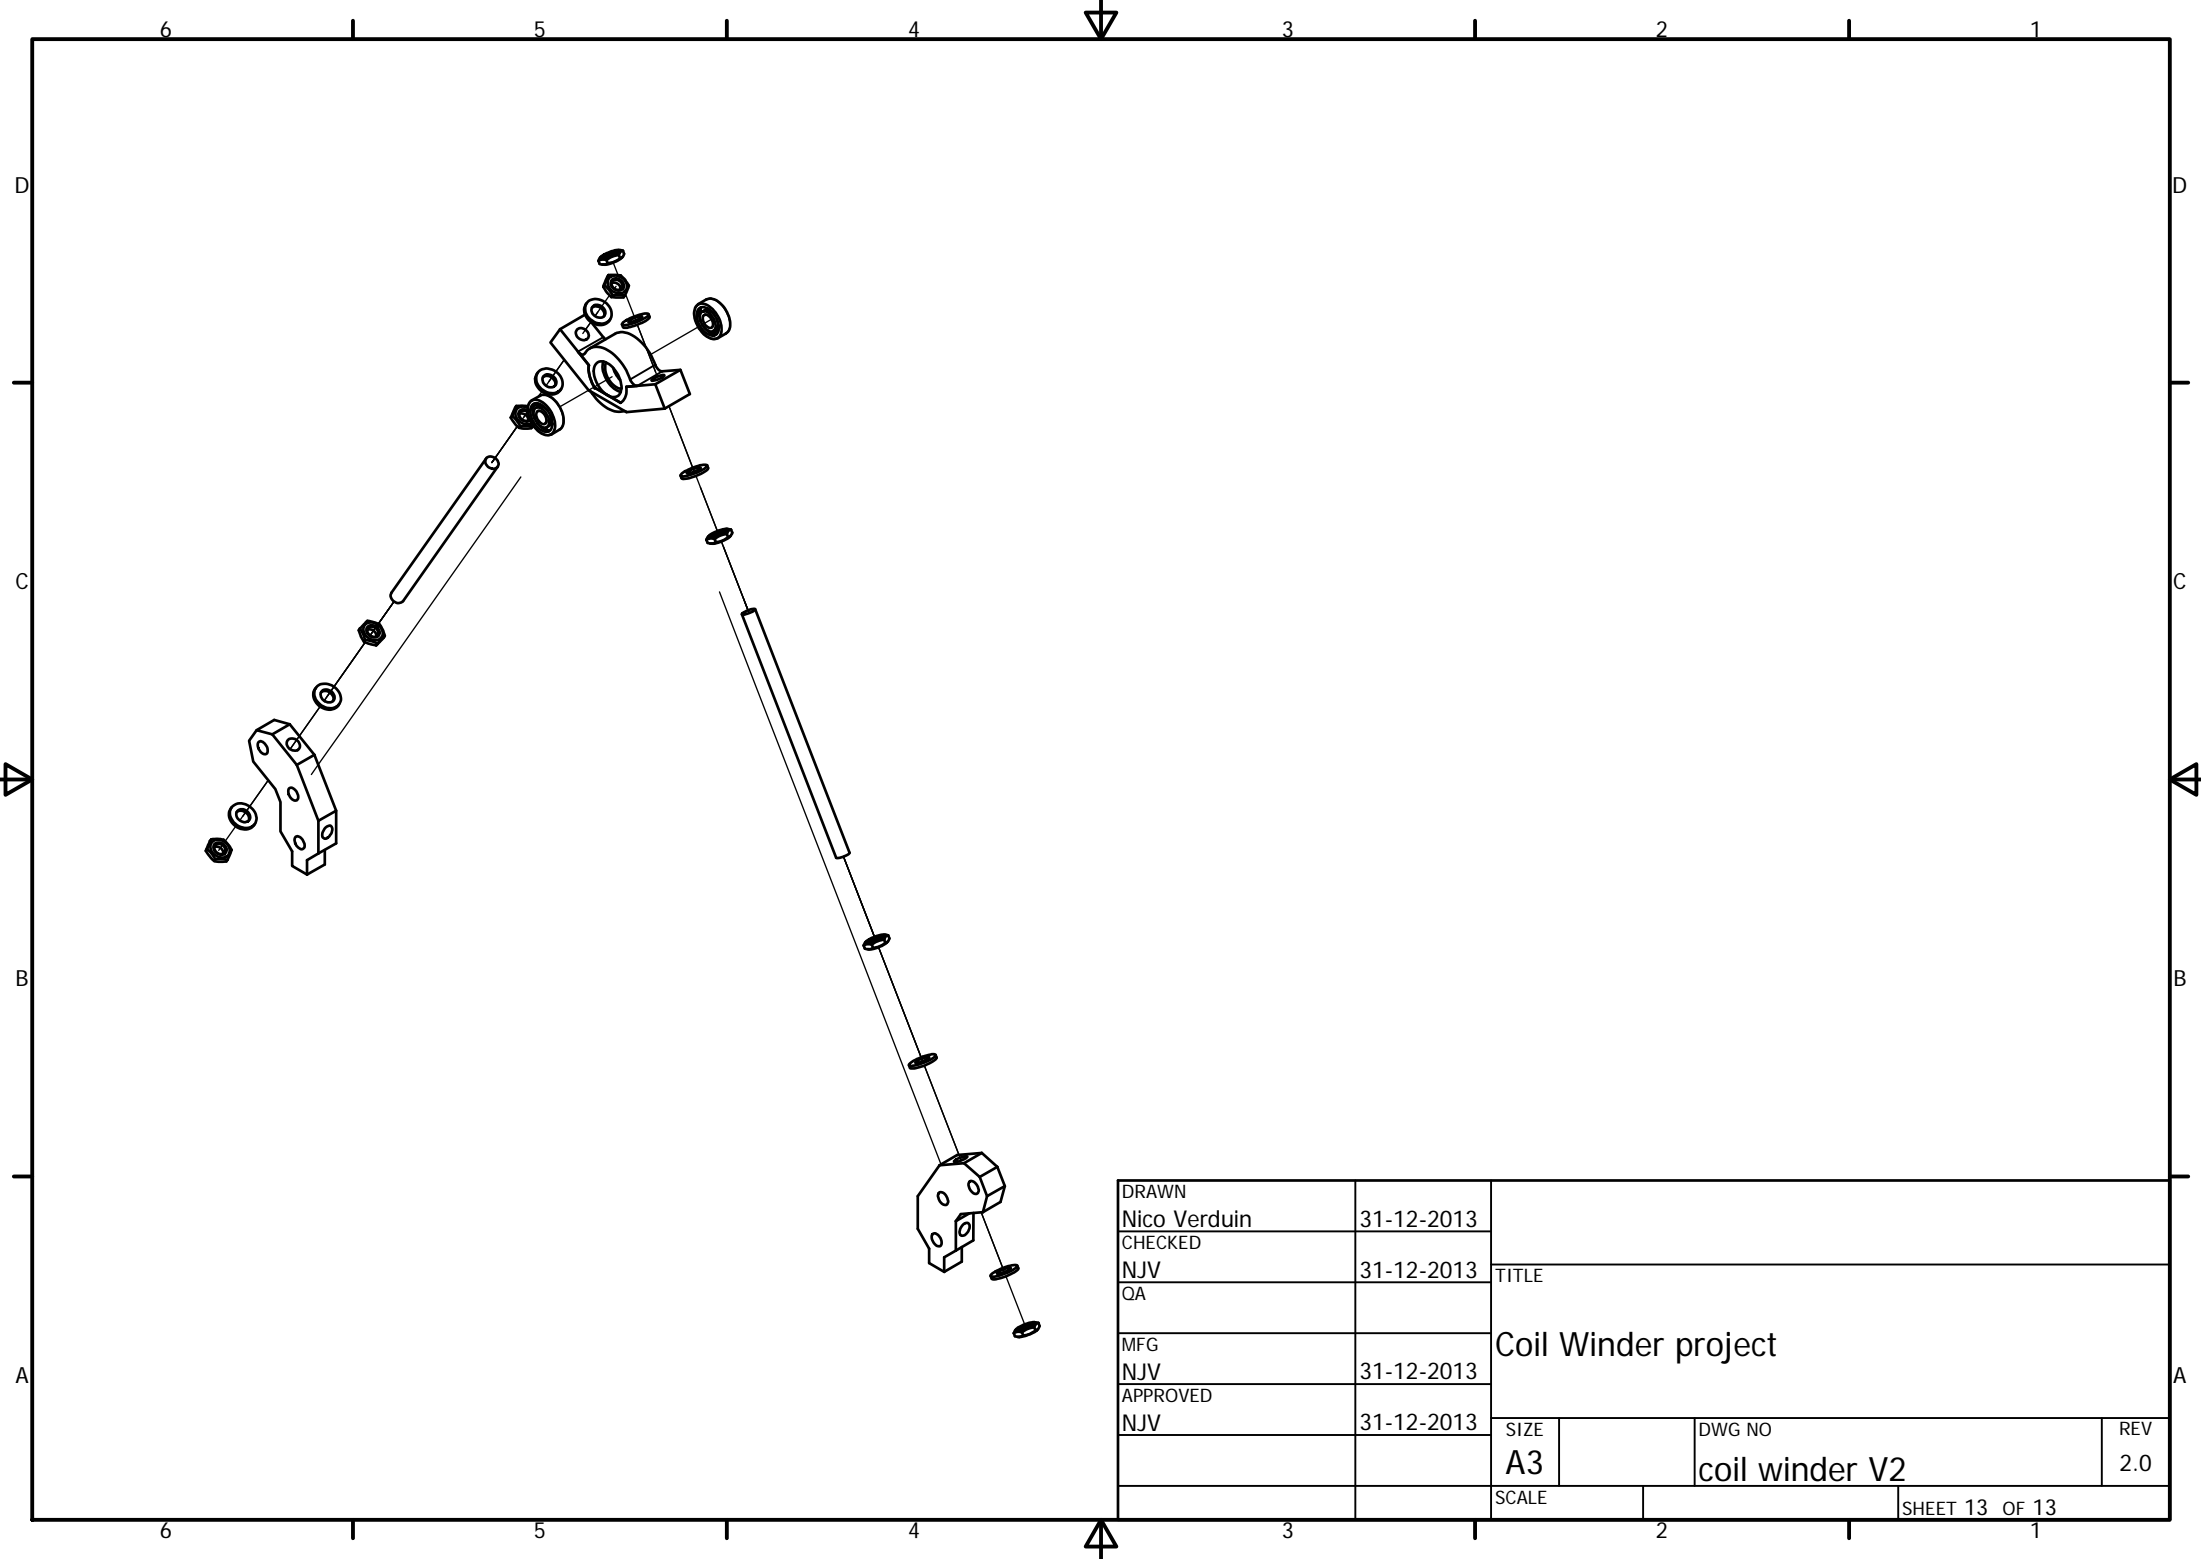 6 5 4 3 2 1
D D
C C
B B
A A
DRAWN
Nico Verduin 31-12-2013
CHECKED
NJV 31-12-2013
TITLE
QA
Coil Winder project
MFG
NJV 31-12-2013
APPROVED
NJV 31-12-2013
SIZE DWG NO REV
A3 coil winder V2 2.0
SCALE SHEET 13 OF 13
6 5 4 3 2 1